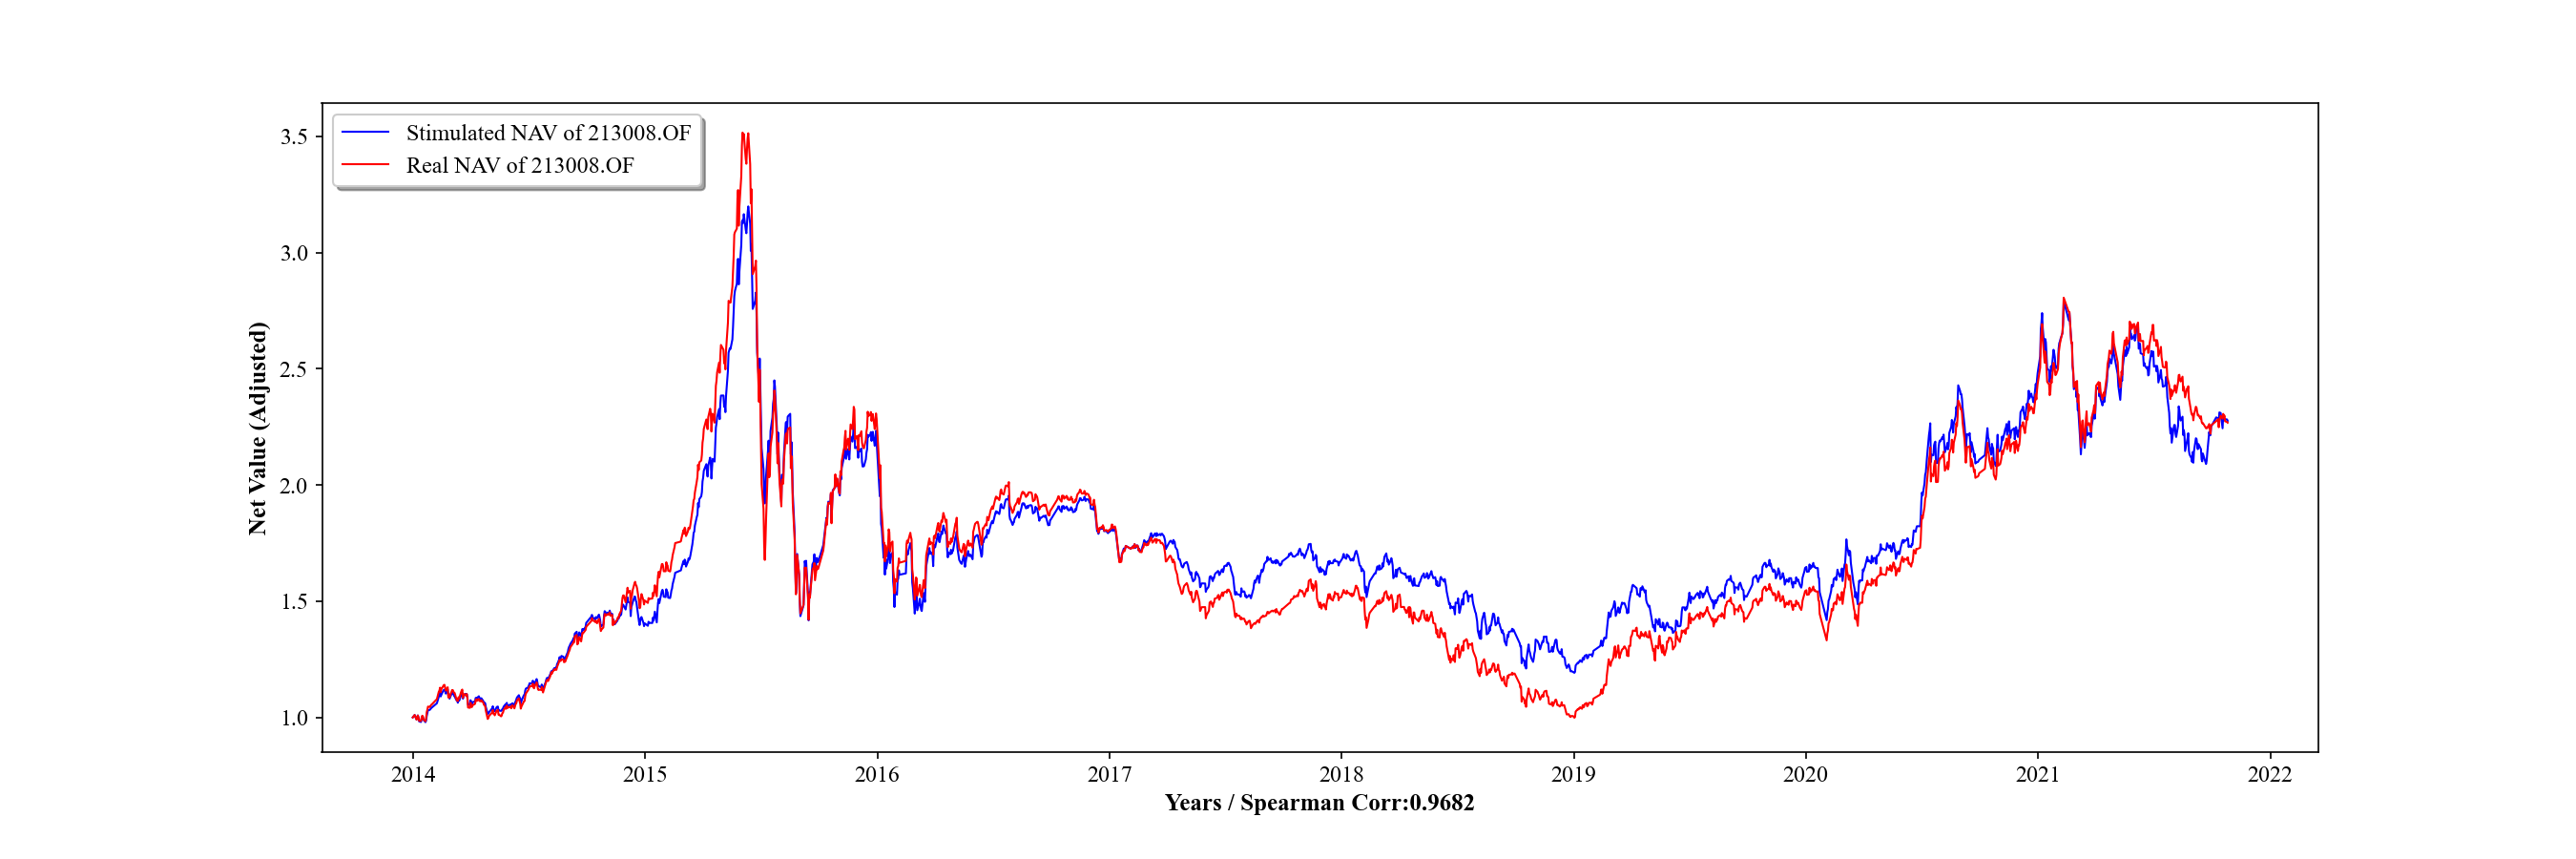 Stimulated NAV of 213008.OF
Real NAV of 213008.OF
Net Value (Adjusted)
3.5
3.0
2.5
2.0
1.5
1.0
2014 2015 2016 2017 2018 2019 2020 2021 2022
Years / Spearman Corr:0.9682